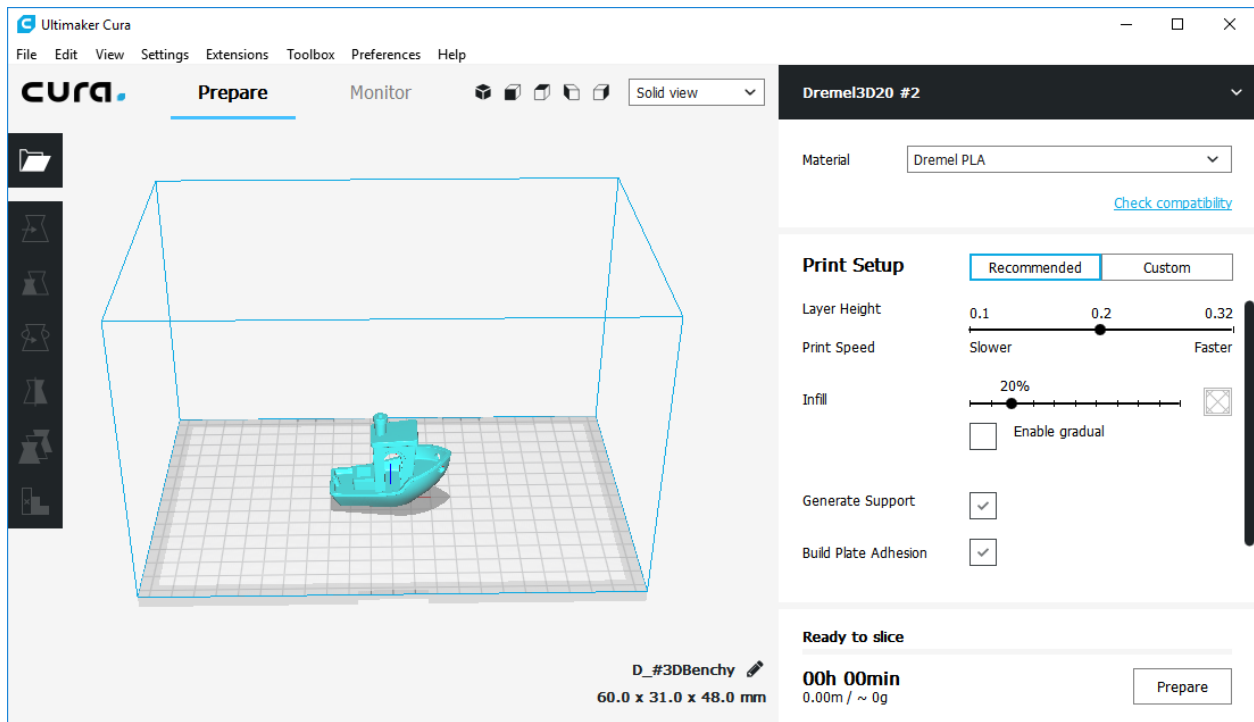 Ultimaker Cura
File Edit View Settings Extensions Toolbox Preferences Help
cura.
Prepare
Monitor
Solid view
D_#3DBenchy
60.0 x 31.0 x 48.0 mm
Dremel3D20 #2
Material
Dremel PLA
Check compatibility
Print Setup
Recommended
Custom
Layer Height
0.1 0.2 0.32
Print Speed
Slower Faster
20%
Infill
Enable gradual
Generate Support
Build Plate Adhesion
Ready to slice
00h 00min
0.00m / ~ 0g
Prepare